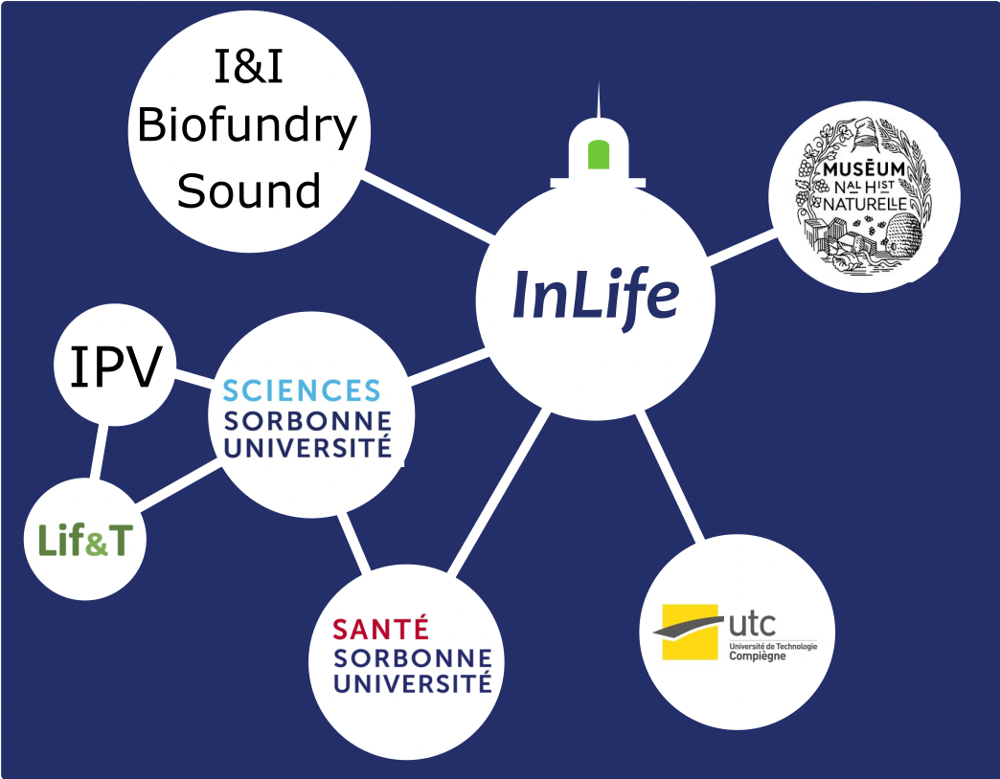 I&I
Biofundry
Sound
InLife
MUSĒUM
NAL HIST
NATURELLE
IPV
SCIENCES
SORBONNE
UNIVERSITÉ
Lif&T
SANTÉ
SORBONNE
UNIVERSITÉ
utc
Université de Technologie
Compiègne